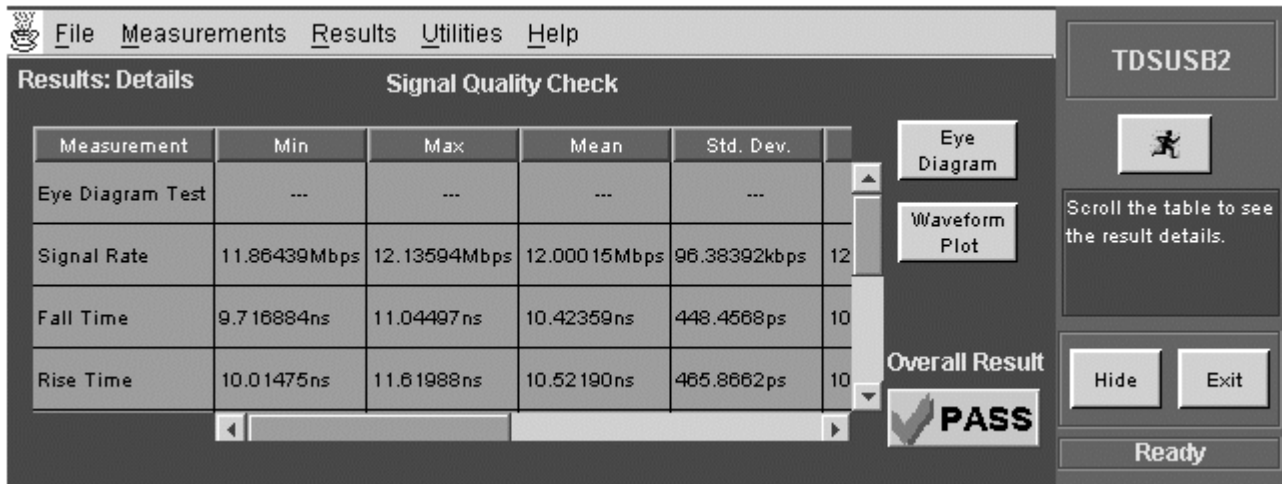 File Measurements Results Utilities Help
Results: Details
Signal Quality Check
Measurement Min Max Mean Std. Dev.
Eye Diagram Test --- --- --- ---
Signal Rate 11.86439Mbps 12.13594Mbps 12.00015Mbps 96.38392kbps 12
Fall Time 9.716884ns 11.04497ns 10.42359ns 448.4568ps 10
Rise Time 10.01475ns 11.61988ns 10.52190ns 465.8662ps 10
Eye
Diagram
Waveform
Plot
Overall Result
PASS
TDSUSB2
Scroll the table to see
the result details.
Hide Exit
Ready